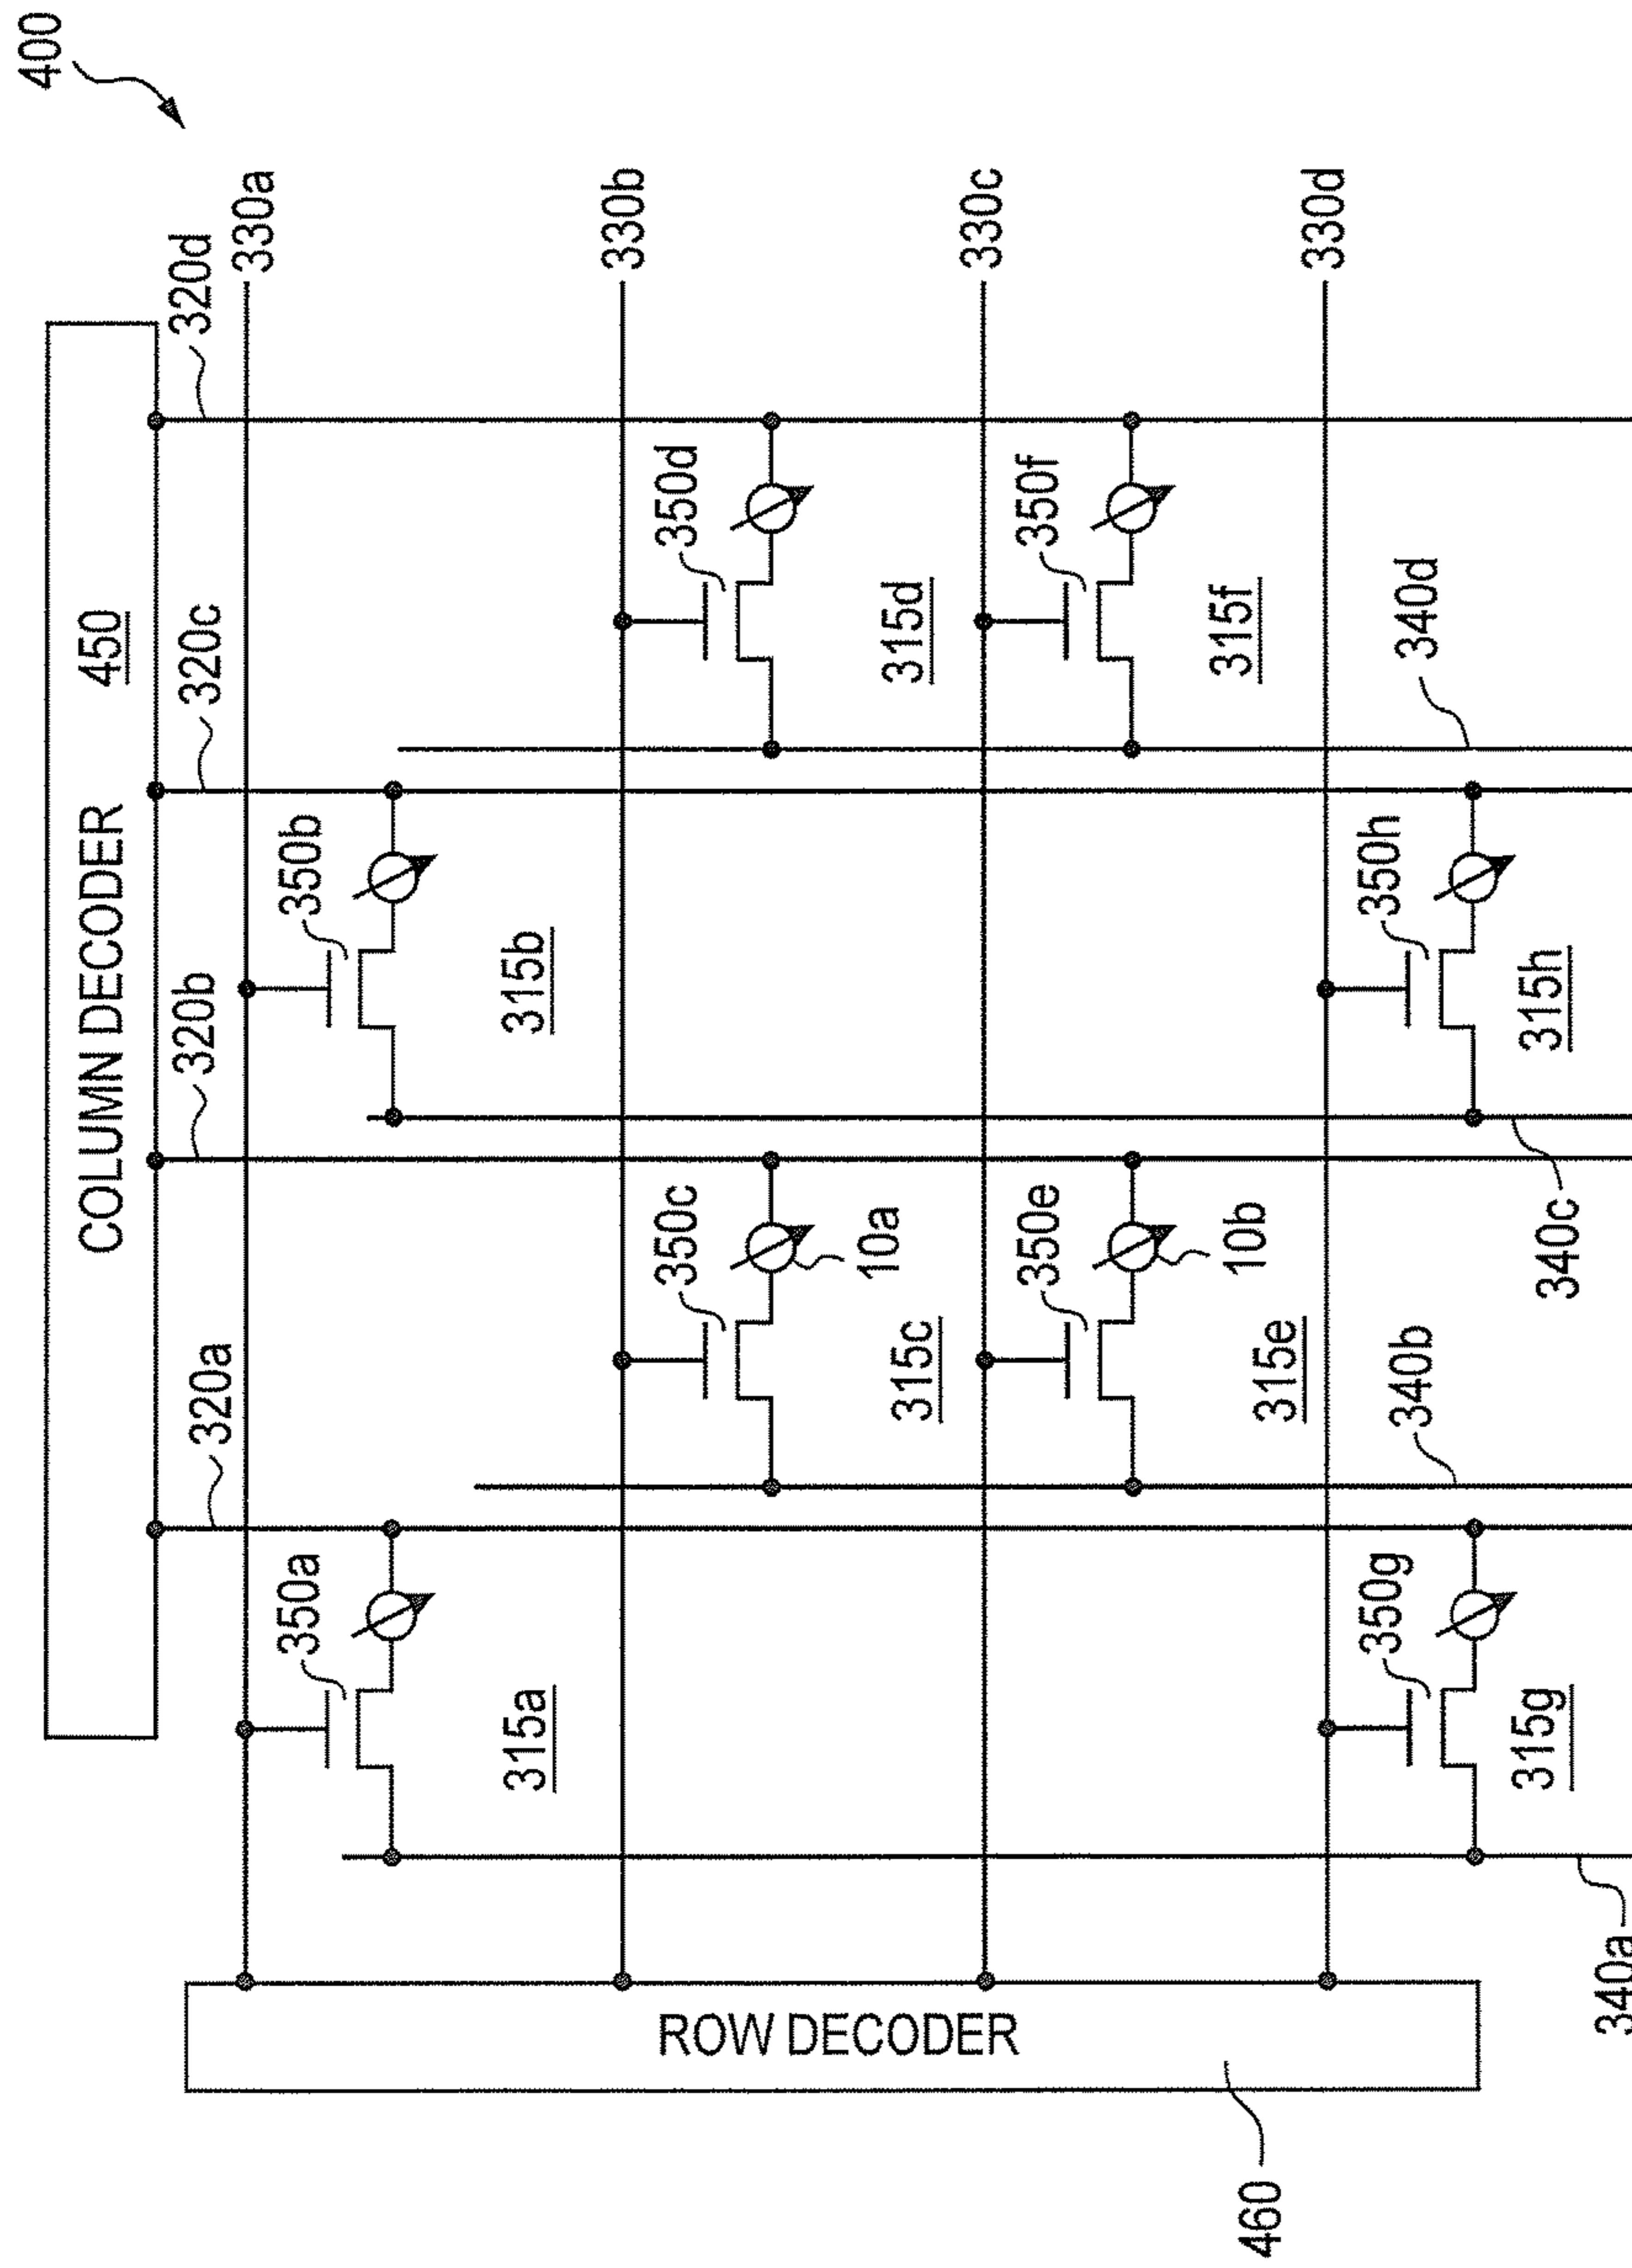 400
COLUMN DECODER 450
320a
320b
320c
320d
330a
350a
350b
315a
315b
330b
350c
350d
10a
315c
315d
330c
350e
350f
10b
315e
315f
330d
340b
340d
350g
350h
315g
315h
340a
340c
ROW DECODER
460